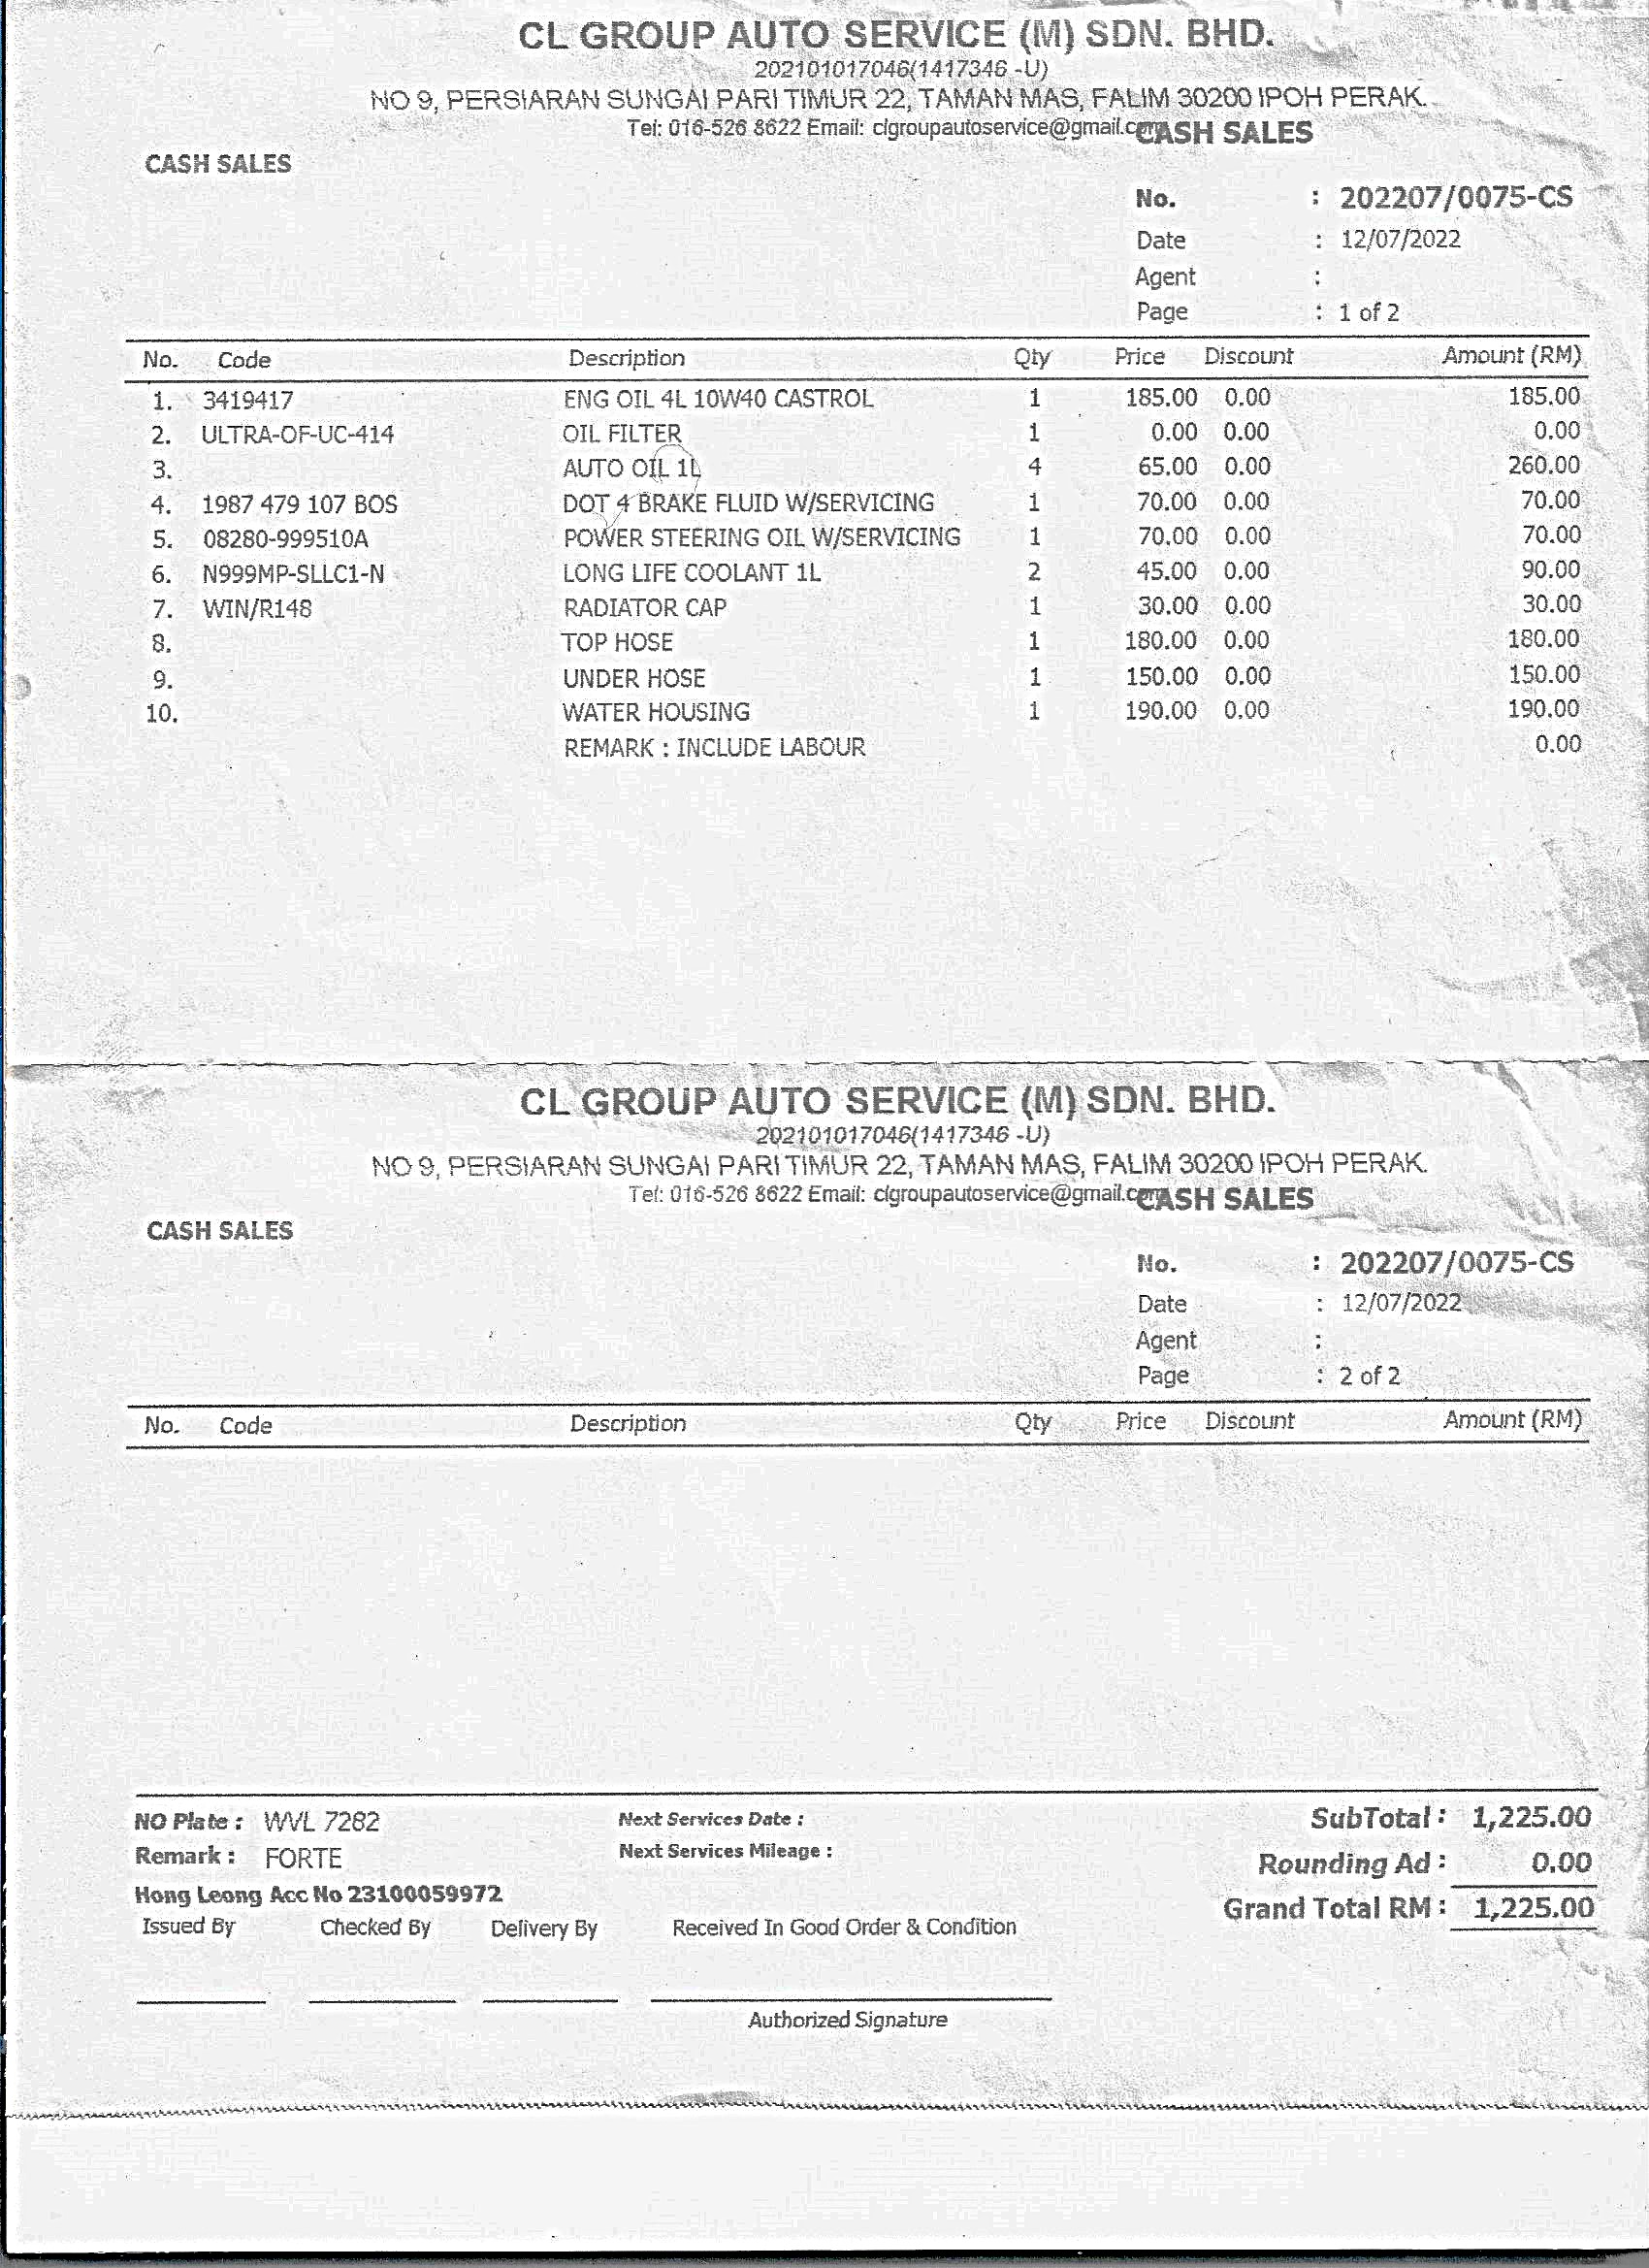 CL GROUP AUTO SERVICE (M) SDN. BHD.
202101017046(1417346 -U)
NO 9, PERSIARAN SUNGAI PARI TIMUR 22, TAMAN MAS, FALIM 30200 IPOH PERAK.
Tel: 016-526 8622 Email: clgroupautoservice@gmail.com CASH SALES
CASH SALES
No. : 202207/0075-CS
Date : 12/07/2022
Agent :
Page : 1 of 2
No. Code Description Qty Price Discount Amount (RM)
1. 3419417 ENG OIL 4L 10W40 CASTROL 1 185.00 0.00 185.00
2. ULTRA-OF-UC-414 OIL FILTER 1 0.00 0.00 0.00
3. AUTO OIL 1L 4 65.00 0.00 260.00
4. 1987 479 107 BOS DOT 4 BRAKE FLUID W/SERVICING 1 70.00 0.00 70.00
5. 08280-999510A POWER STEERING OIL W/SERVICING 1 70.00 0.00 70.00
6. N999MP-SLLC1-N LONG LIFE COOLANT 1L 2 45.00 0.00 90.00
7. WIN/R148 RADIATOR CAP 1 30.00 0.00 30.00
8. TOP HOSE 1 180.00 0.00 180.00
9. UNDER HOSE 1 150.00 0.00 150.00
10. WATER HOUSING 1 190.00 0.00 190.00
REMARK : INCLUDE LABOUR 0.00
CL GROUP AUTO SERVICE (M) SDN. BHD.
202101017046(1417346 -U)
NO 9, PERSIARAN SUNGAI PARI TIMUR 22, TAMAN MAS, FALIM 30200 IPOH PERAK.
Tel: 016-526 8622 Email: clgroupautoservice@gmail.com CASH SALES
CASH SALES
No. : 202207/0075-CS
Date : 12/07/2022
Agent :
Page : 2 of 2
No. Code Description Qty Price Discount Amount (RM)
NO Plate : WVL 7282 Next Services Date : SubTotal : 1,225.00
Remark : FORTE Next Services Mileage : Rounding Ad : 0.00
Hong Leong Acc No 23100059972 Grand Total RM : 1,225.00
Issued By Checked By Delivery By Received In Good Order & Condition
Authorized Signature